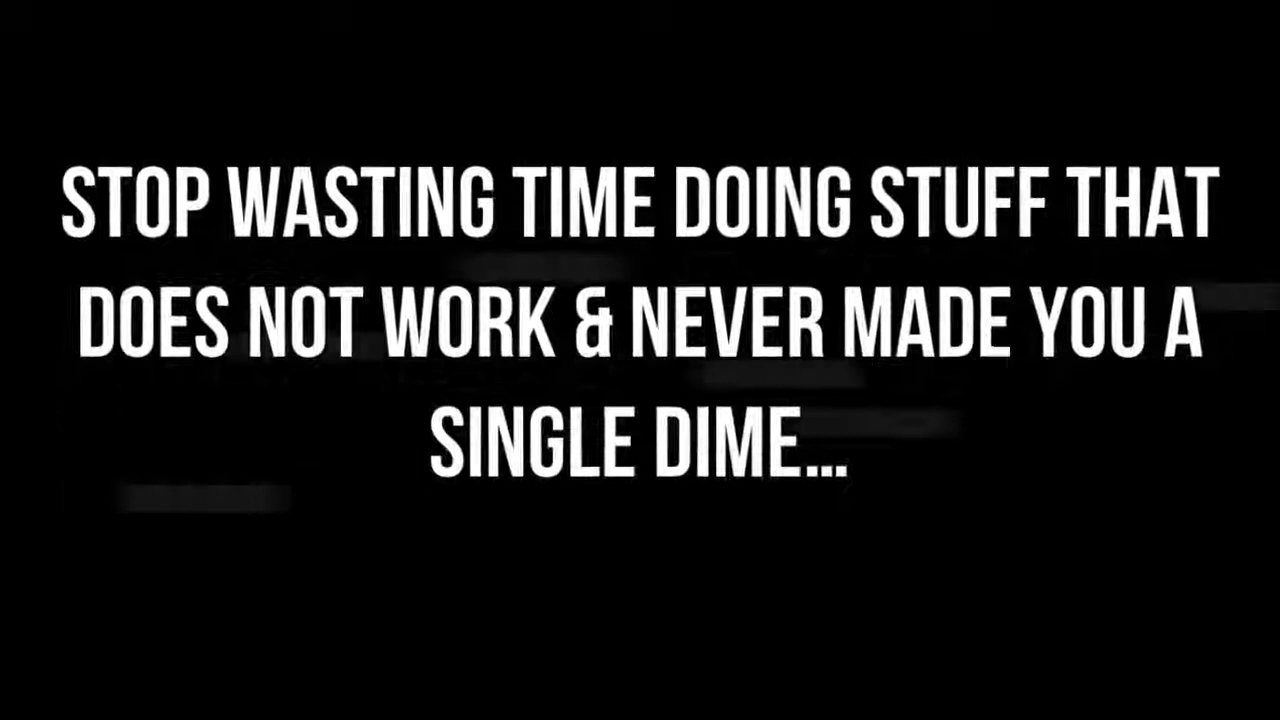 STOP WASTING TIME DOING STUFF THAT
DOES NOT WORK & NEVER MADE YOU A
SINGLE DIME...